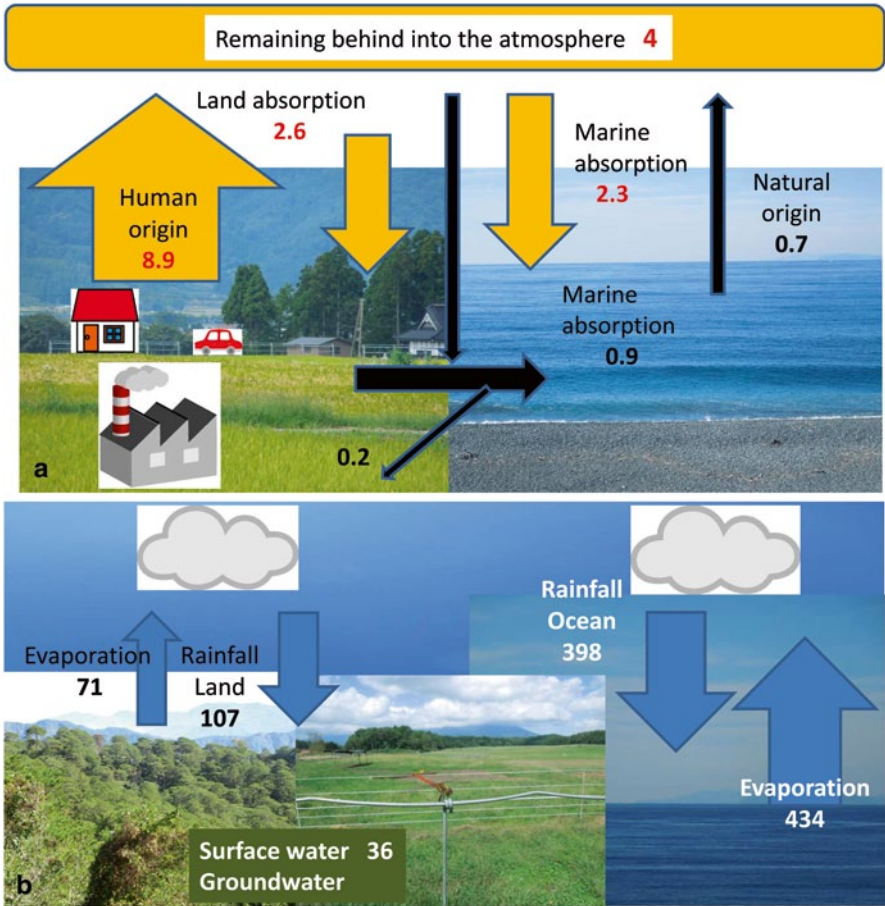 Remaining behind into the atmosphere 4
Land absorption
2.6
Marine
absorption
2.3
Human
origin
8.9
Natural
origin
0.7
Marine
absorption
0.9
0.2
a
Rainfall
Ocean
398
Evaporation
71
Rainfall
Land
107
Evaporation
434
Surface water 36
Groundwater
b